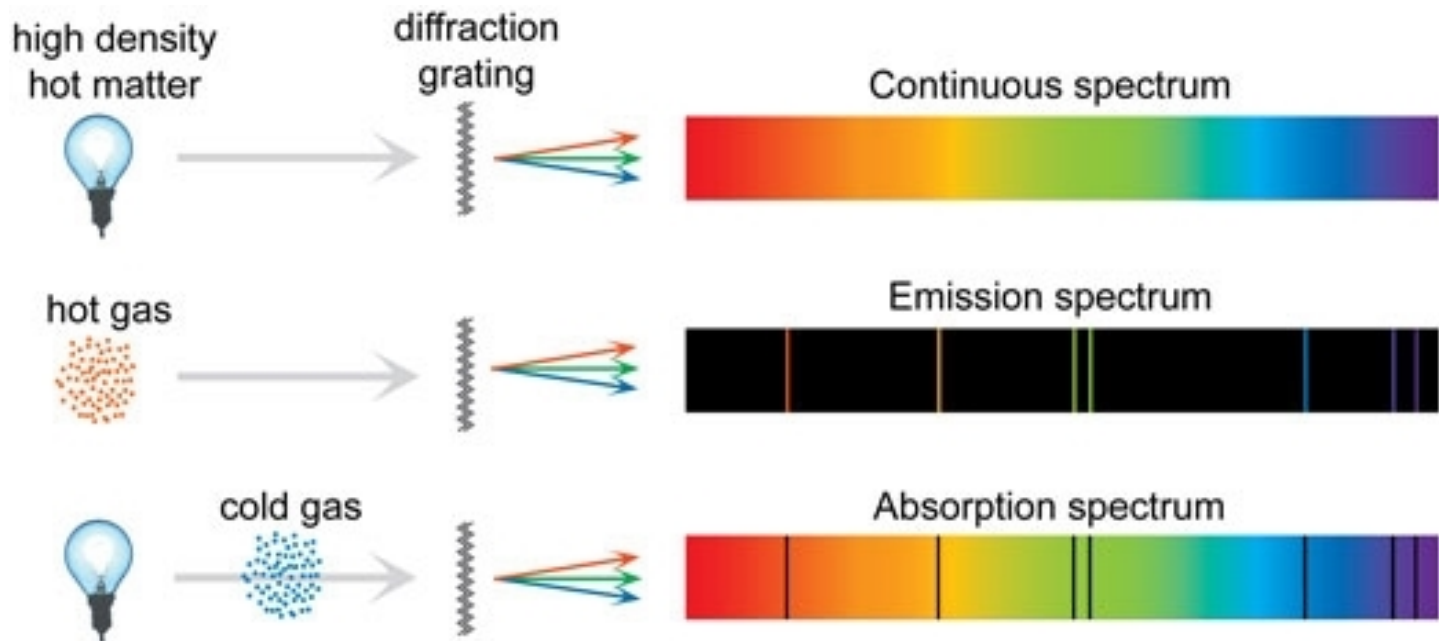 high density
hot matter
diffraction
grating
Continuous spectrum
hot gas
Emission spectrum
cold gas
Absorption spectrum